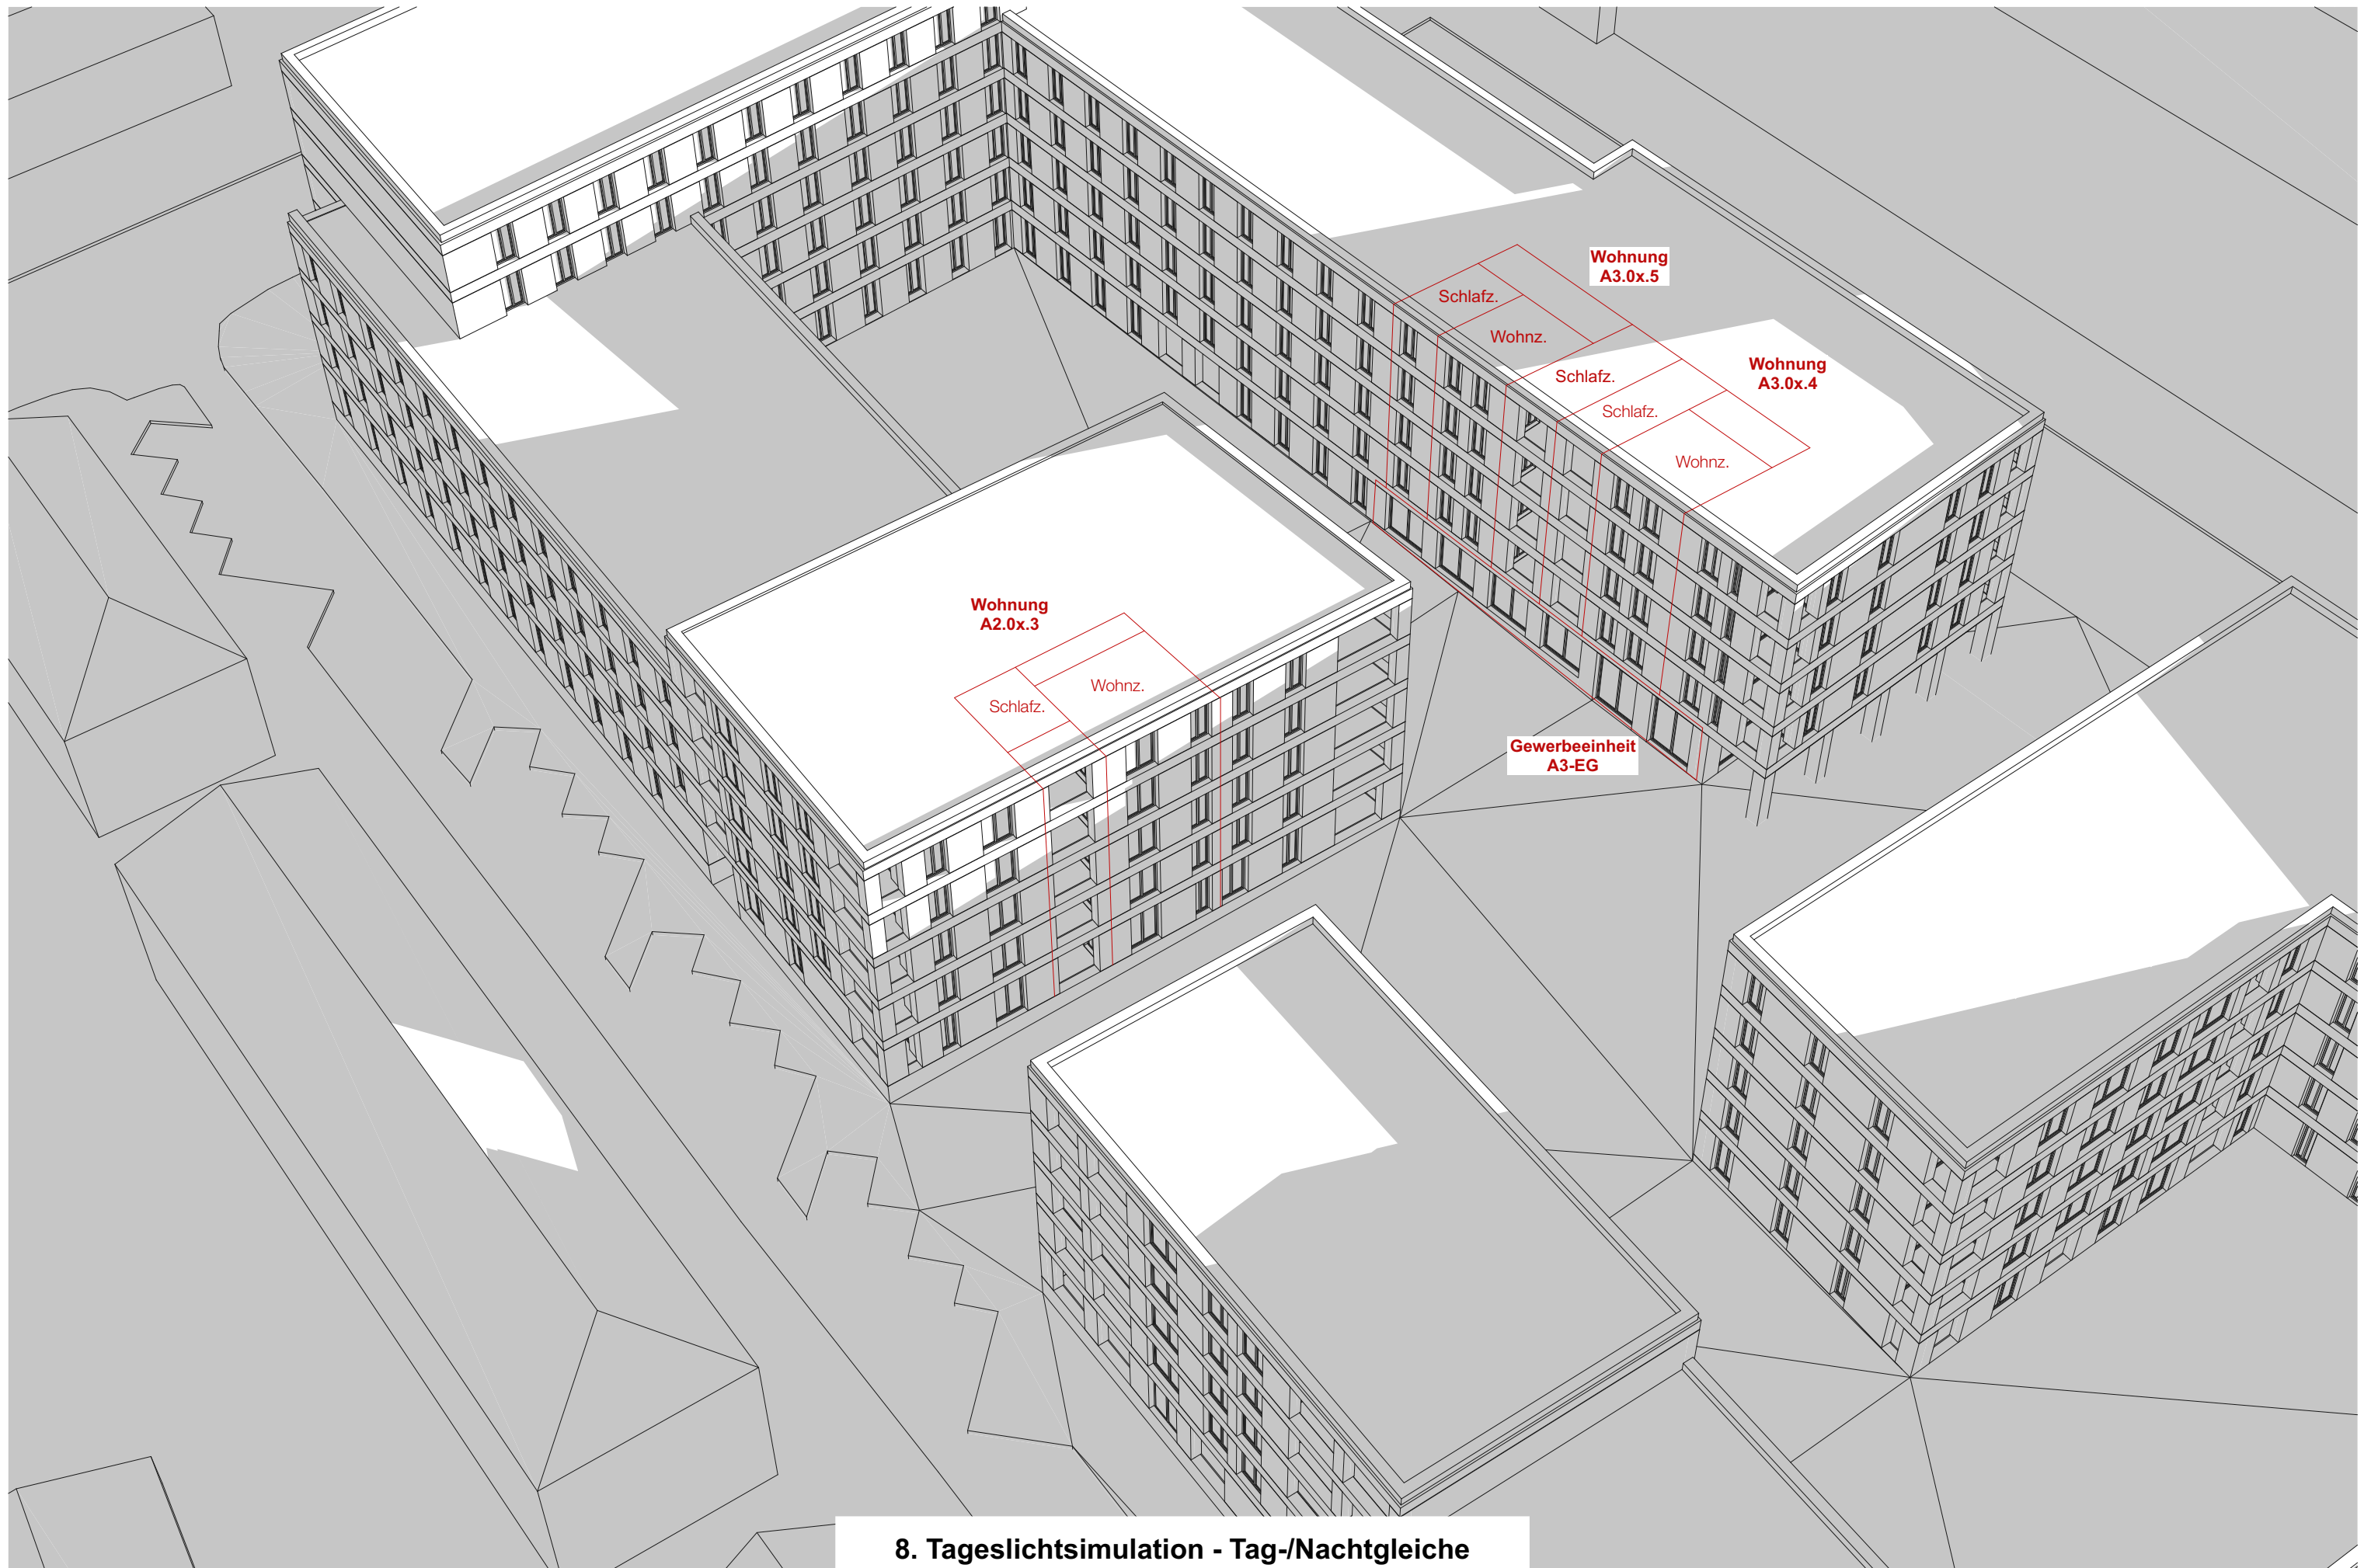 Wohnung
A3.0x.5
Schlafz.
Wohnz.
Wohnung
A3.0x.4
Schlafz.
Schlafz.
Wohnz.
Wohnung
A2.0x.3
Wohnz.
Schlafz.
Gewerbeeinheit
A3-EG
8. Tageslichtsimulation - Tag-/Nachtgleiche